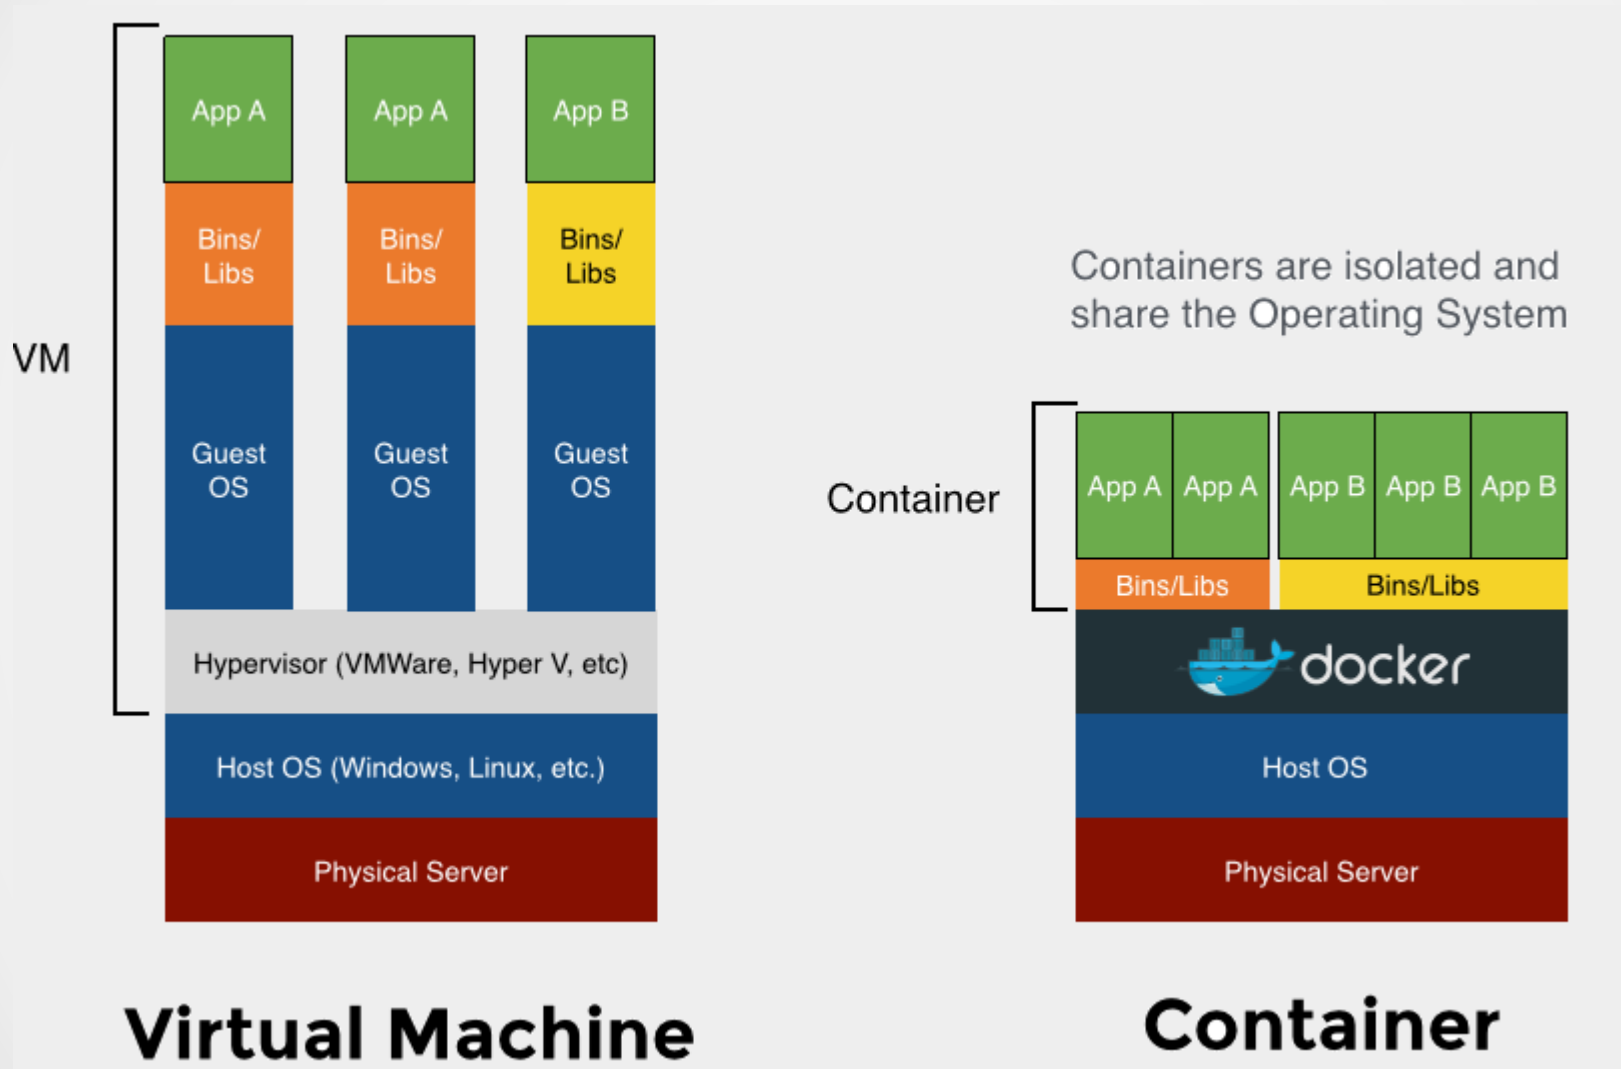 VM
App A
App A
App B
Bins/
Libs
Bins/
Libs
Bins/
Libs
Guest
OS
Guest
OS
Guest
OS
Hypervisor (VMWare, Hyper V, etc)
Host OS (Windows, Linux, etc.)
Physical Server
Virtual Machine
Containers are isolated and
share the Operating System
Container
App A
App A
App B
App B
App B
Bins/Libs
Bins/Libs
docker
Host OS
Physical Server
Container